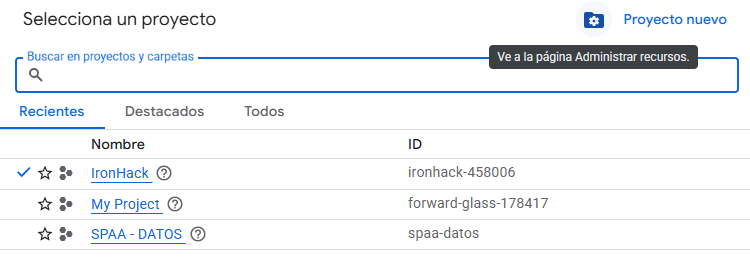 Selecciona un proyecto
Proyecto nuevo
Buscar en proyectos y carpetas
Ve a la página Administrar recursos.
Recientes Destacados Todos
Nombre ID
IronHack ironhack-458006
My Project forward-glass-178417
SPAA - DATOS spaa-datos